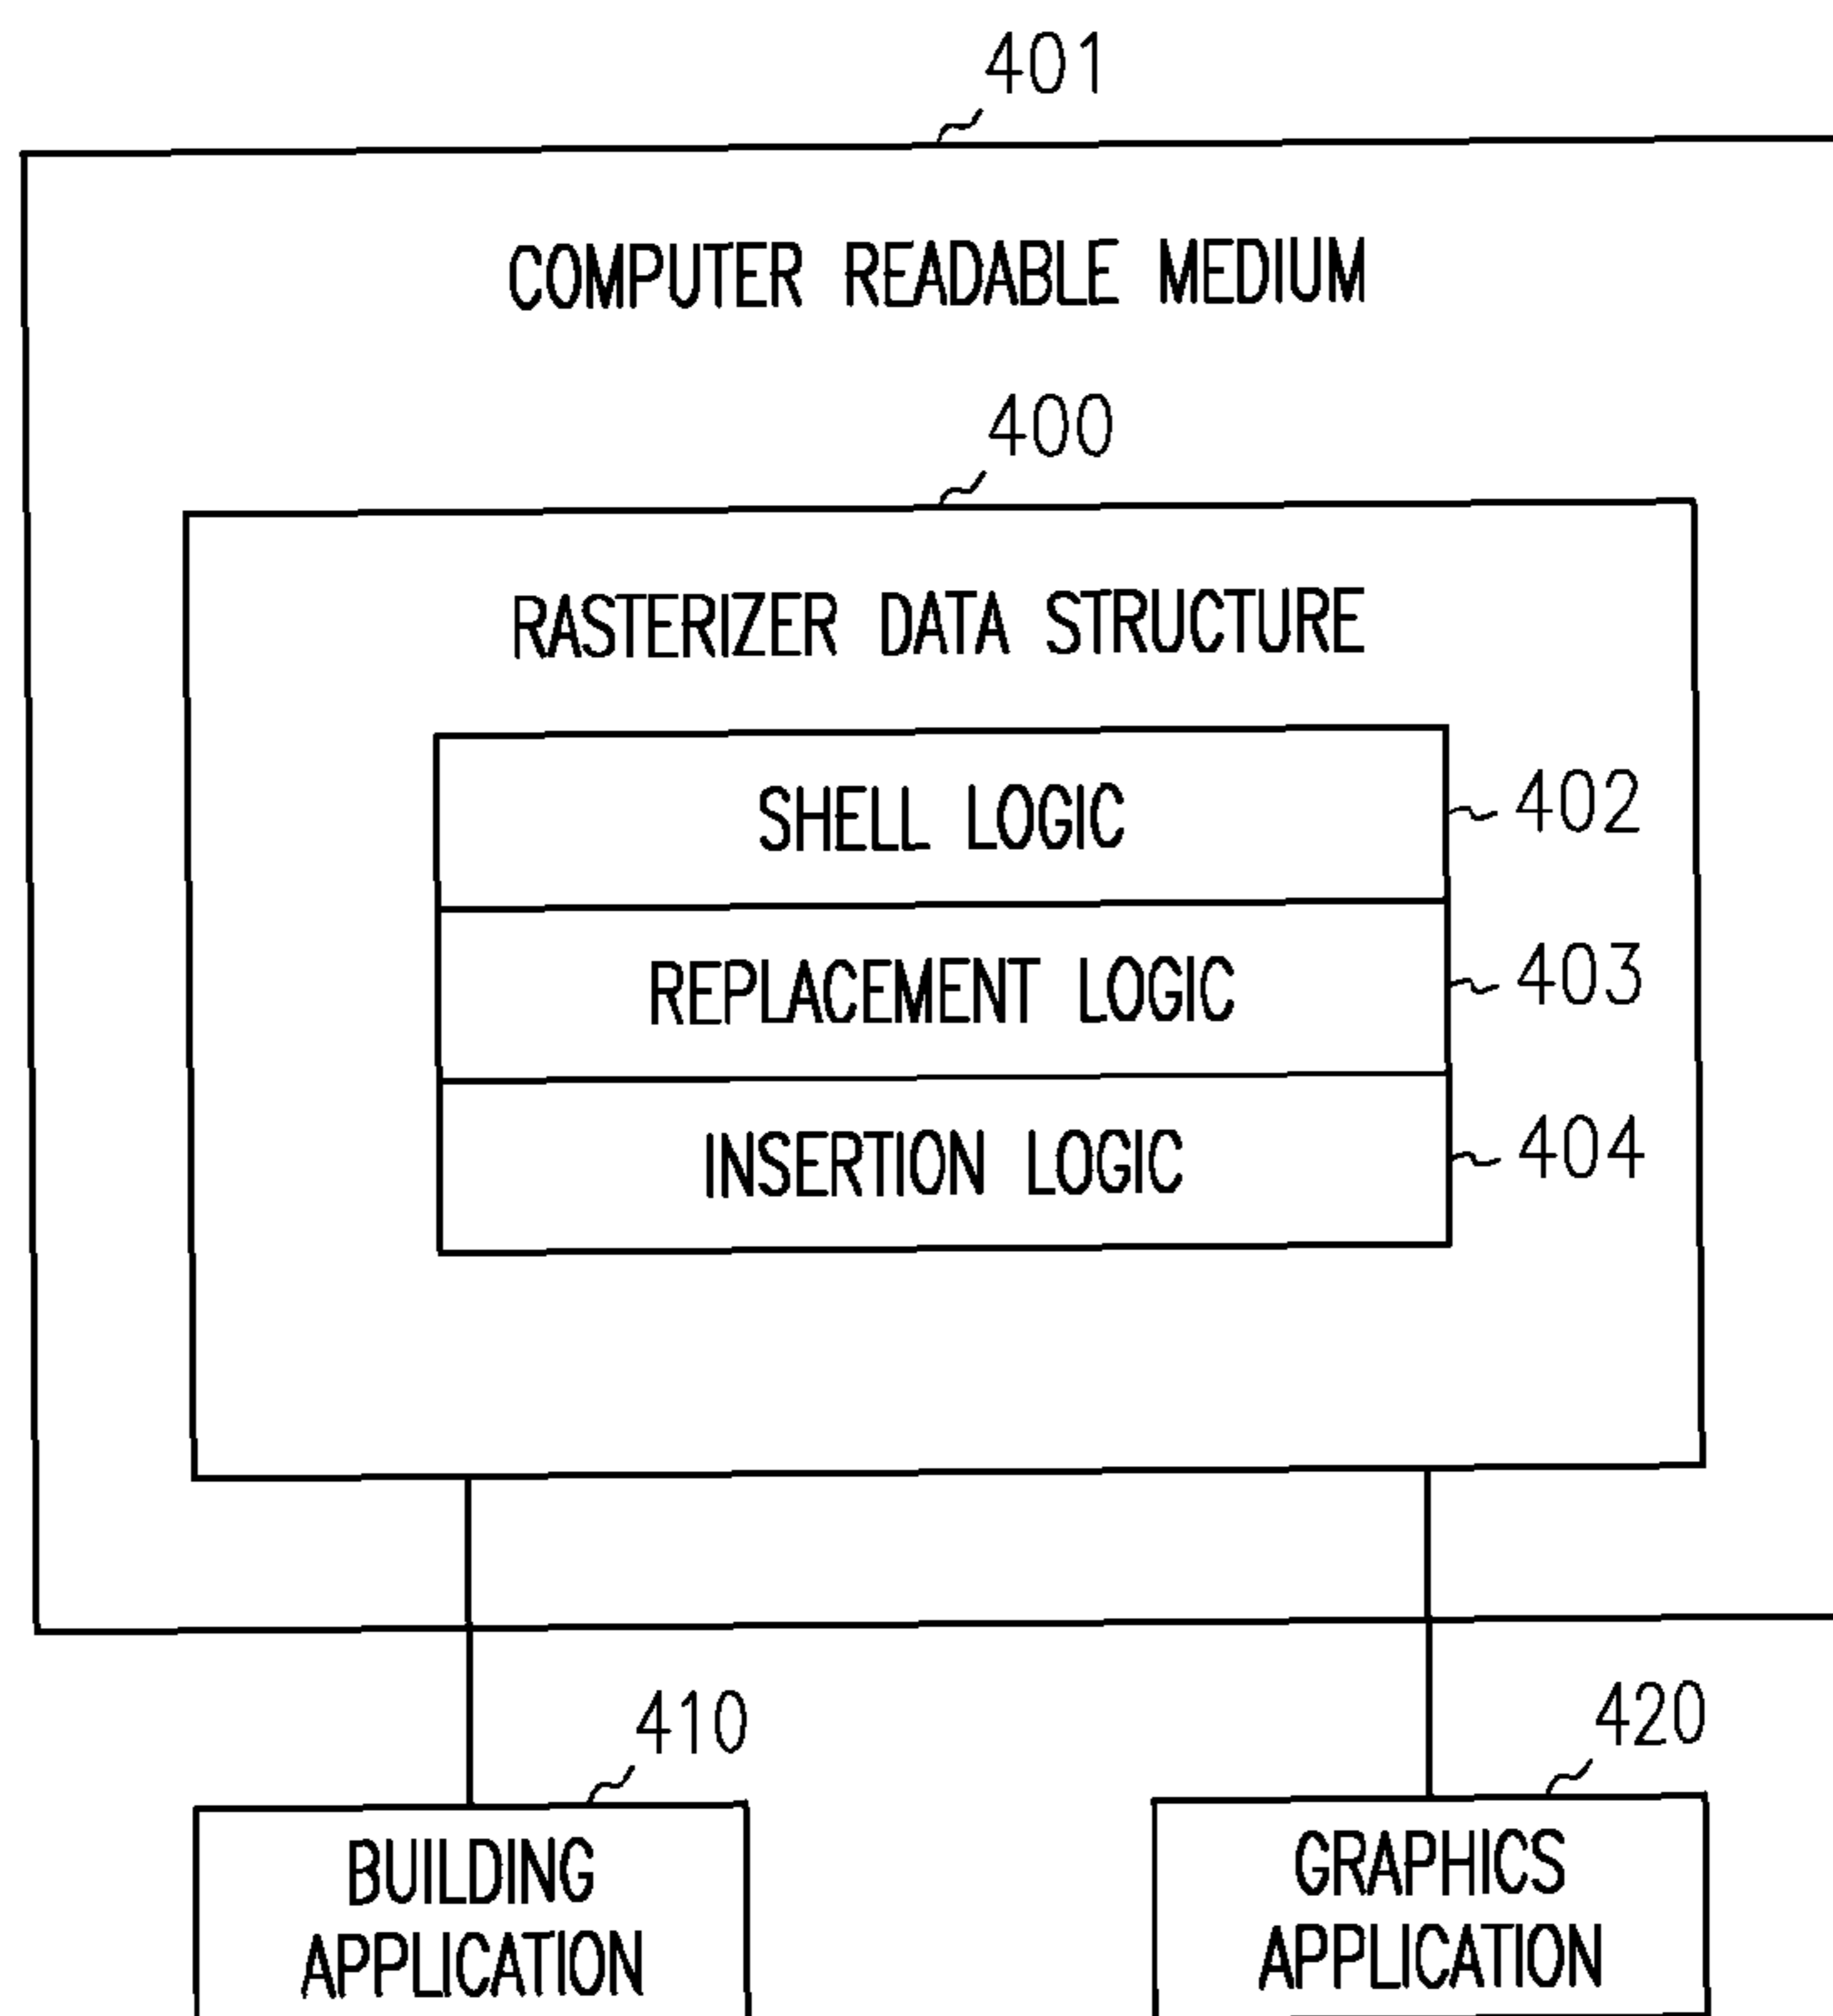 401
COMPUTER READABLE MEDIUM
400
RASTERIZER DATA STRUCTURE
SHELL LOGIC
402
REPLACEMENT LOGIC
403
INSERTION LOGIC
404
410
BUILDING
APPLICATION
420
GRAPHICS
APPLICATION